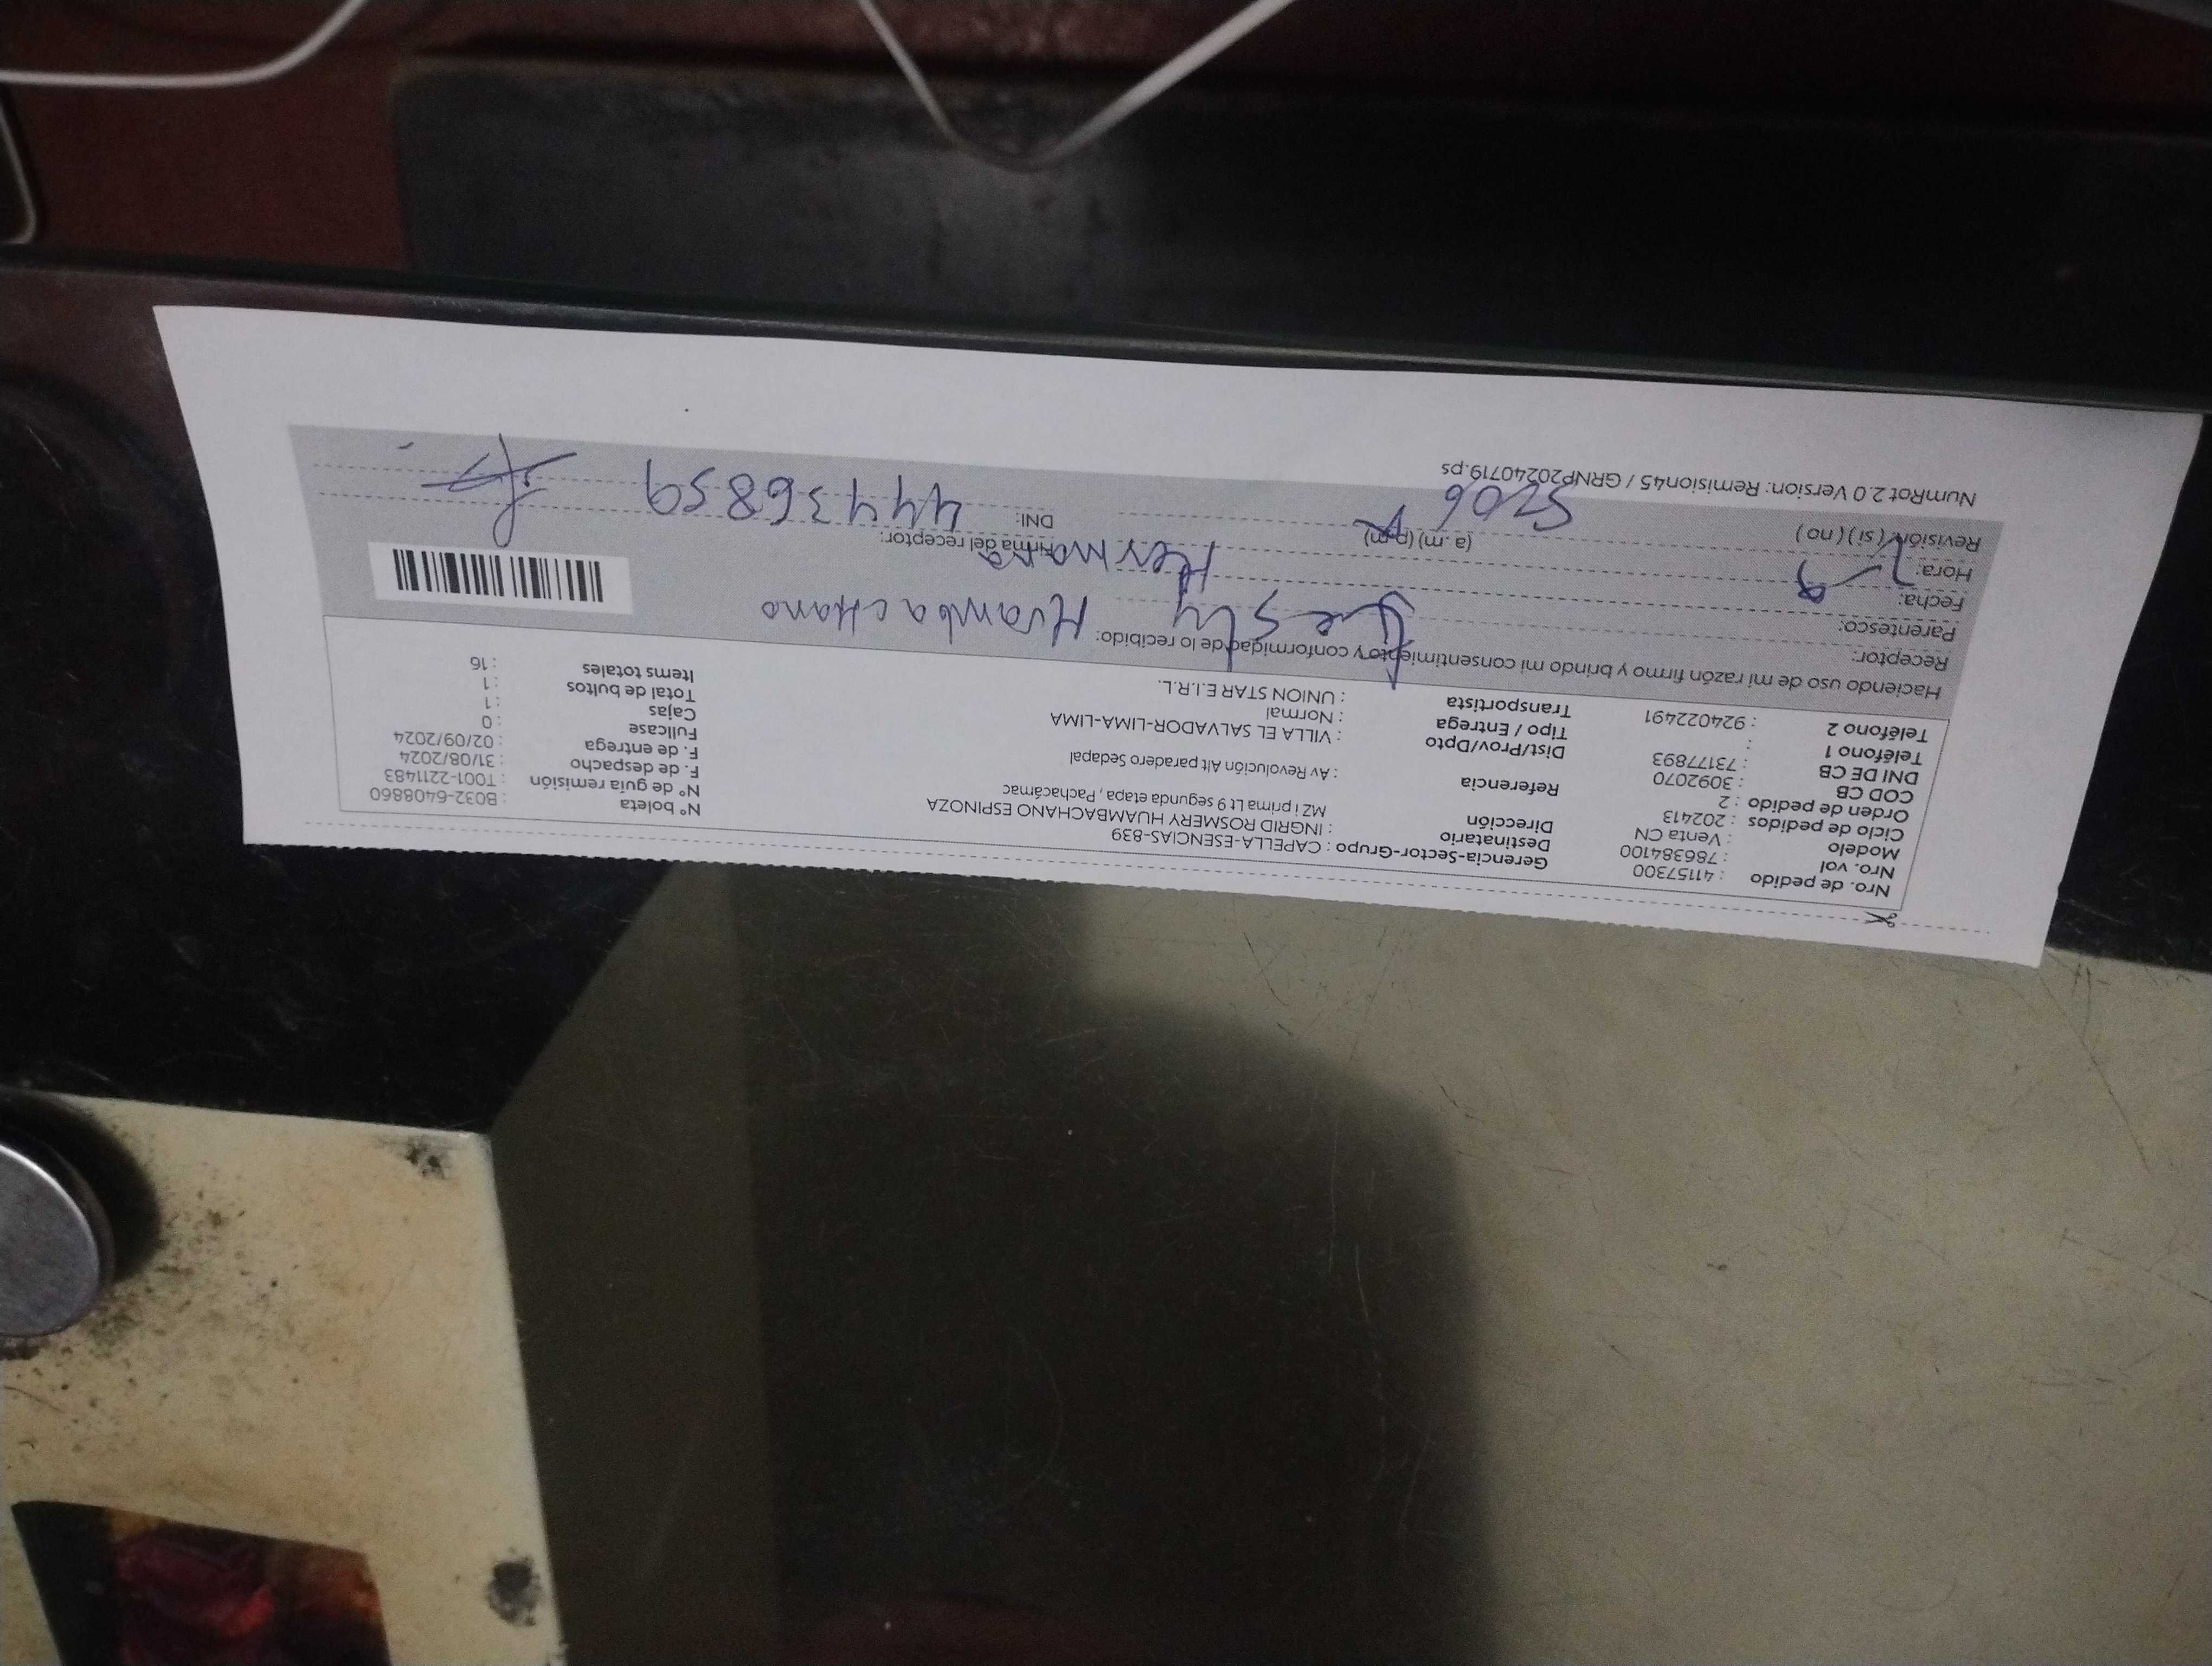 Nro. de pedido : 41157300
Nro. vol : 786384100
Modelo : Venta CN
Ciclo de pedidos : 202413
Orden de pedido : 2
COD CB : 3092070
DNI DE CB : 73177893
Teléfono 1 :
Teléfono 2 : 924022491
Gerencia-Sector-Grupo : CAPELLA-ESENCIAS-839
Destinatario : INGRID ROSMERY HUAMBACHANO ESPINOZA
Dirección MZ i prima Lt 9 segunda etapa , Pachacámac
Referencia : Av Revolución Alt paradero Sedapal
Dist/Prov/Dpto : VILLA EL SALVADOR-LIMA-LIMA
Tipo / Entrega : Normal
Transportista : UNION STAR E.I.R.L.
Nº boleta : B032-6408860
Nº de guía remisión : T001-2211483
F. de despacho : 31/08/2024
F. de entrega : 02/09/2024
Fullcase : 0
Cajas : 1
Total de bultos : 1
Items totales : 16
Haciendo uso de mi razón firmo y brindo mi consentimiento y conformidad de lo recibido:
Receptor: Huambachano
Parentesco: Hermana
Fecha:
Hora: (a.m) (p.m)
Revisión ( si ) ( no )
Firma del receptor:
DNI: 44436859
NumRot 2.0 Version: Remision45 / GRNP20240719.ps